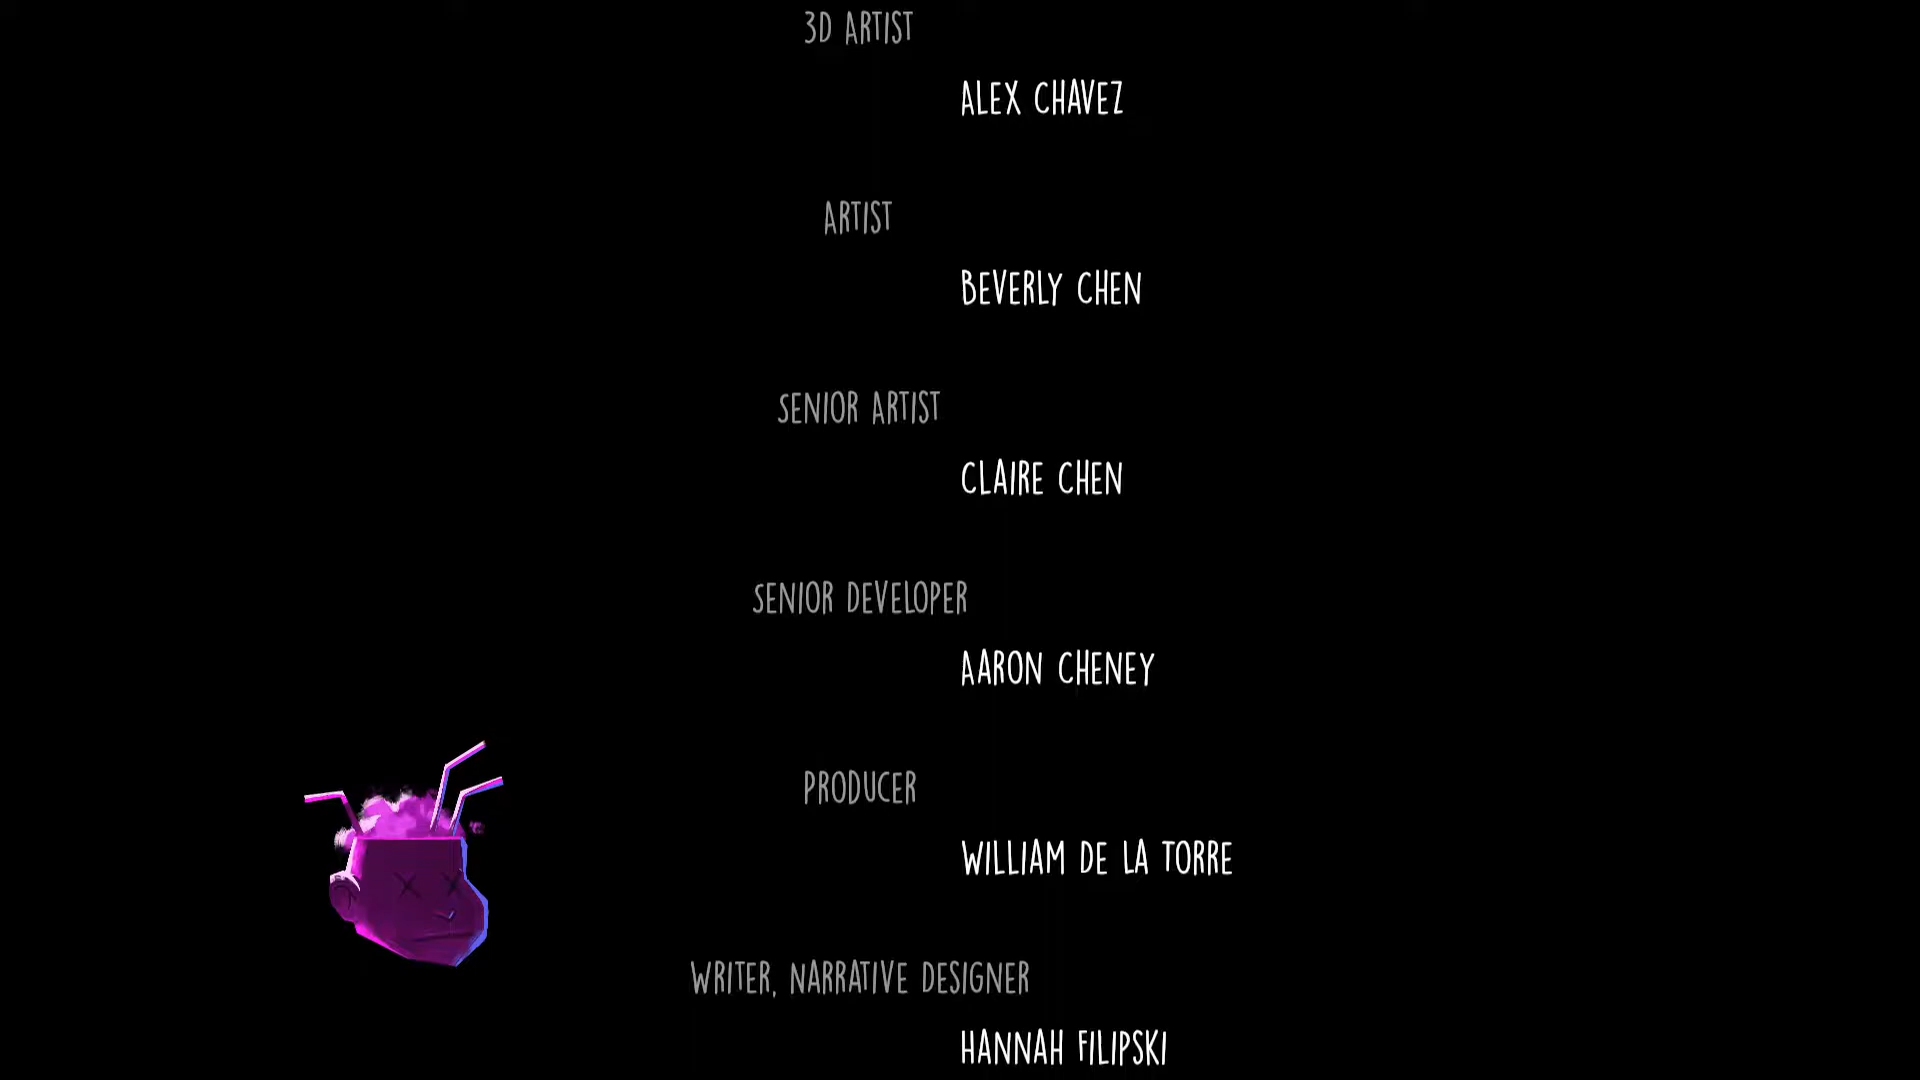 3D ARTIST
ALEX CHAVEZ
ARTIST
BEVERLY CHEN
SENIOR ARTIST
CLAIRE CHEN
SENIOR DEVELOPER
AARON CHENEY
PRODUCER
WILLIAM DE LA TORRE
WRITER, NARRATIVE DESIGNER
HANNAH FILIPSKI